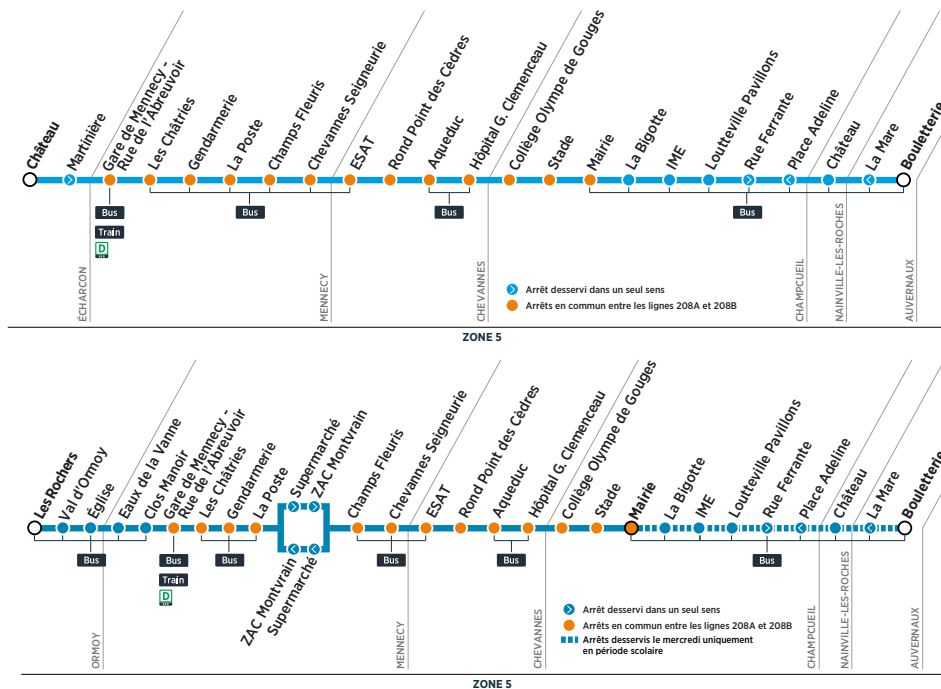 Château
Martinière
Gare de Mennecy -
Rue de l'Abreuvoir
Les Châtries
Gendarmerie
La Poste
Champs Fleuris
Chevannes Seigneurie
ESAT
Rond Point des Cèdres
Aqueduc
Hôpital G. Clemenceau
Collège Olympe de Gouges
Stade
Mairie
La Bigotte
IME
Loutteville Pavillons
Rue Ferrante
Place Adeline
Château
La Mare
Bouletterie
Bus
Train
D
Bus
Bus
Bus
ÉCHARCON
MENNECY
CHEVANNES
CHAMPCUEIL
NAINVILLE-LES-ROCHES
AUVERNAUX
Arrêt desservi dans un seul sens
Arrêts en commun entre les lignes 208A et 208B
ZONE 5
Les Rochers
Val d'Ormoy
Église
Eaux de la Vanne
Clos Manoir
Gare de Mennecy -
Rue de l'Abreuvoir
Les Châtries
Gendarmerie
La Poste
Supermarché
ZAC Montvrain
ZAC Montvrain
Supermarché
Champs Fleuris
Chevannes Seigneurie
ESAT
Rond Point des Cèdres
Aqueduc
Hôpital G. Clemenceau
Collège Olympe de Gouges
Stade
Mairie
La Bigotte
IME
Loutteville Pavillons
Rue Ferrante
Place Adeline
Château
La Mare
Bouletterie
Bus
Bus
Train
D
Bus
Bus
Bus
Bus
ORMOY
MENNECY
CHEVANNES
CHAMPCUEIL
NAINVILLE-LES-ROCHES
AUVERNAUX
Arrêt desservi dans un seul sens
Arrêts en commun entre les lignes 208A et 208B
Arrêts desservis le mercredi uniquement
en période scolaire
ZONE 5